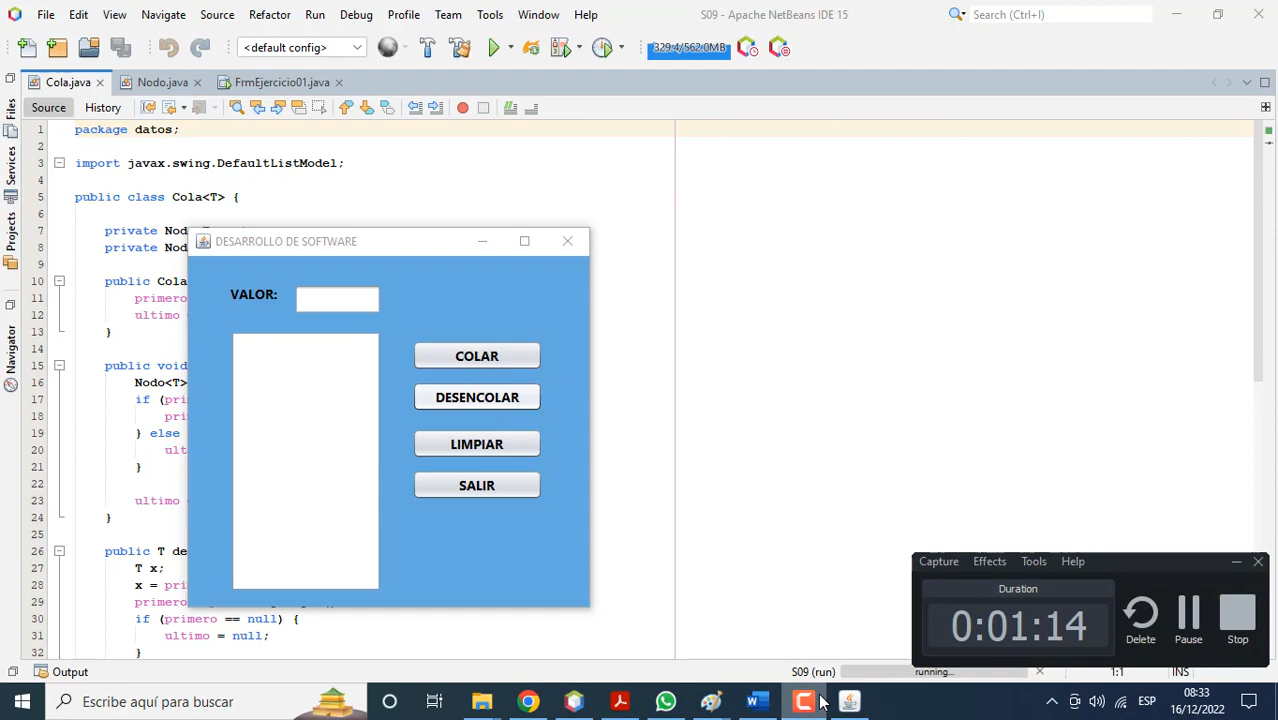 File Edit View Navigate Source Refactor Run Debug Profile Team Tools Window Help
S09 - Apache NetBeans IDE 15
Search (Ctrl+I)
<default config>
329.4/562.0MB
Cola.java
Nodo.java
FrmEjercicio01.java
Source History
Files
Services
Projects
Navigator
1 package datos;
2
3 import javax.swing.DefaultListModel;
4
5 public class Cola<T> {
6
7 private Nod
8 private Nod
9
10 public Cola
11 primero
12 ultimo
13 }
14
15 public void
16 Nodo<T>
17 if (pri
18 pri
19 } else
20 ult
21 }
22
23 ultimo
24 }
25
26 public T de
27 T x;
28 x = pri
29 primero
30 if (primero == null) {
31 ultimo = null;
32 }
DESARROLLO DE SOFTWARE
VALOR:
COLAR
DESENCOLAR
LIMPIAR
SALIR
Capture Effects Tools Help
Duration
0:01:14
Delete
Pause
Stop
Output
S09 (run)
running...
1:1
INS
Escribe aquí para buscar
ESP
08:33
16/12/2022